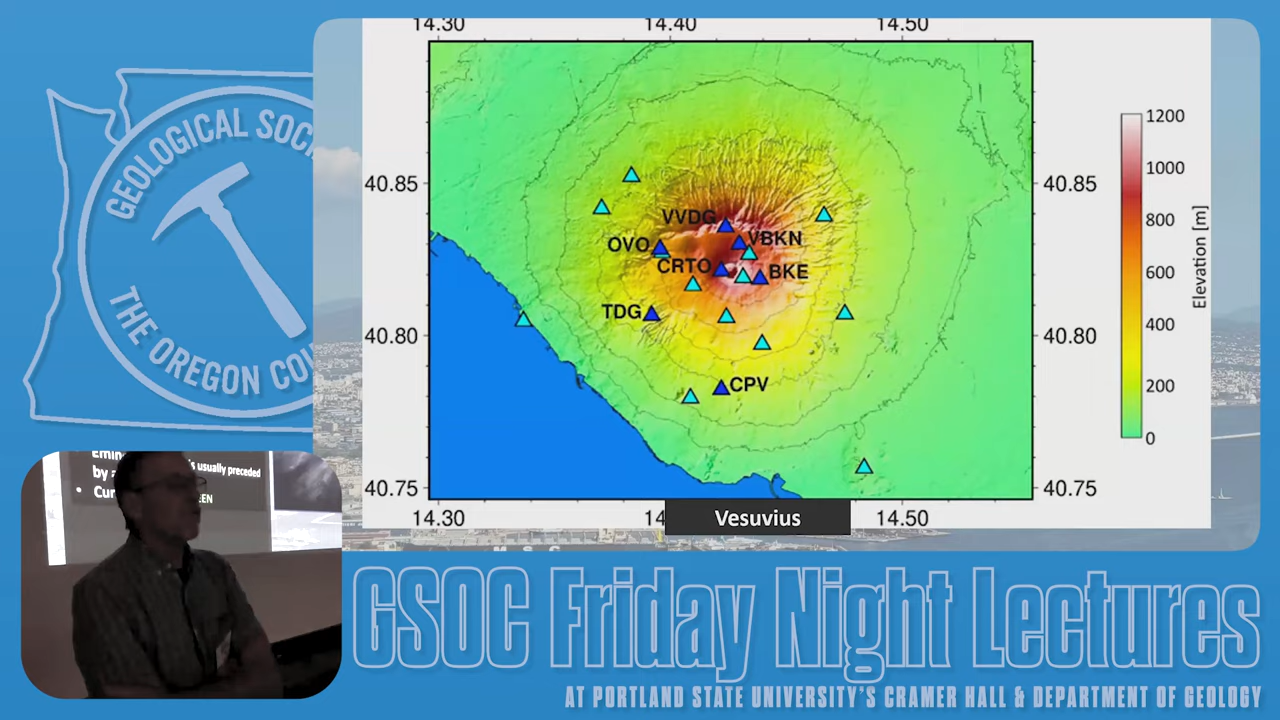 GEOLOGICAL SOC
THE OREGON COU
14.30
14.40
14.50
40.85
40.80
40.75
40.85
40.80
40.75
14.30
14
14.50
VVDG
VBKN
OVO
CRTO
BKE
TDG
CPV
1200
1000
800
600
400
200
0
Elevation [m]
Vesuvius
is usually preceded
by
EEN
GSOC Friday Night Lectures
AT PORTLAND STATE UNIVERSITY'S CRAMER HALL & DEPARTMENT OF GEOLOGY